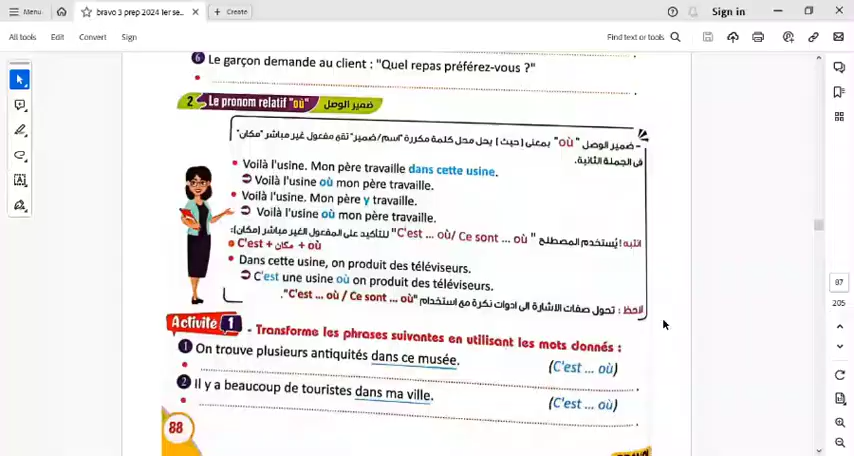 Menu
bravo 3 prep 2024 ler se...
Create
Sign in
All tools
Edit
Convert
Sign
Find text or tools
6 Le garçon demande au client : "Quel repas préférez-vous ?"
2 Le pronom relatif "où" ضمير الوصل
- ضمير الوصل "où" بمعنى [ حيث ] يحل محل كلمة مكررة "اسم/ضمير" تقع مفعول غير مباشر "مكان"
فى الجملة الثانية.
• Voilà l'usine. Mon père travaille dans cette usine.
➲ Voilà l'usine où mon père travaille.
• Voilà l'usine. Mon père y travaille.
➲ Voilà l'usine où mon père travaille.
انتبه ! يُستخدم المصطلح "C'est ... où/ Ce sont ... où" للتأكيد على المفعول الغير مباشر (مكان):
• C'est + مكان + où
• Dans cette usine, on produit des téléviseurs.
➲ C'est une usine où on produit des téléviseurs.
لاحظ : تحول صفات الاشارة الى ادوات نكرة مع استخدام "C'est ... où / Ce sont ... où".
Activité 1 - Transforme les phrases suivantes en utilisant les mots donnés :
1 On trouve plusieurs antiquités dans ce musée. (C'est ... où)
2 Il y a beaucoup de touristes dans ma ville. (C'est ... où)
88
87
205